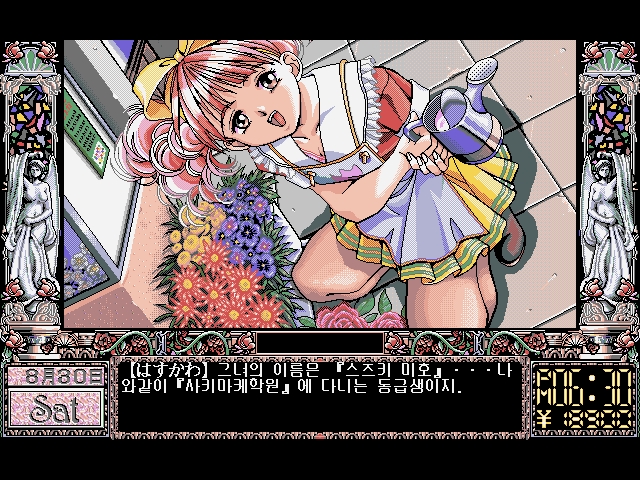 【はすかわ】그녀의 이름은 『스즈키 미호』・・・나
와같이『사키마케학원』에 다니는 동급생이지.
8月30日
Sat
PM 06:30
¥ 8900